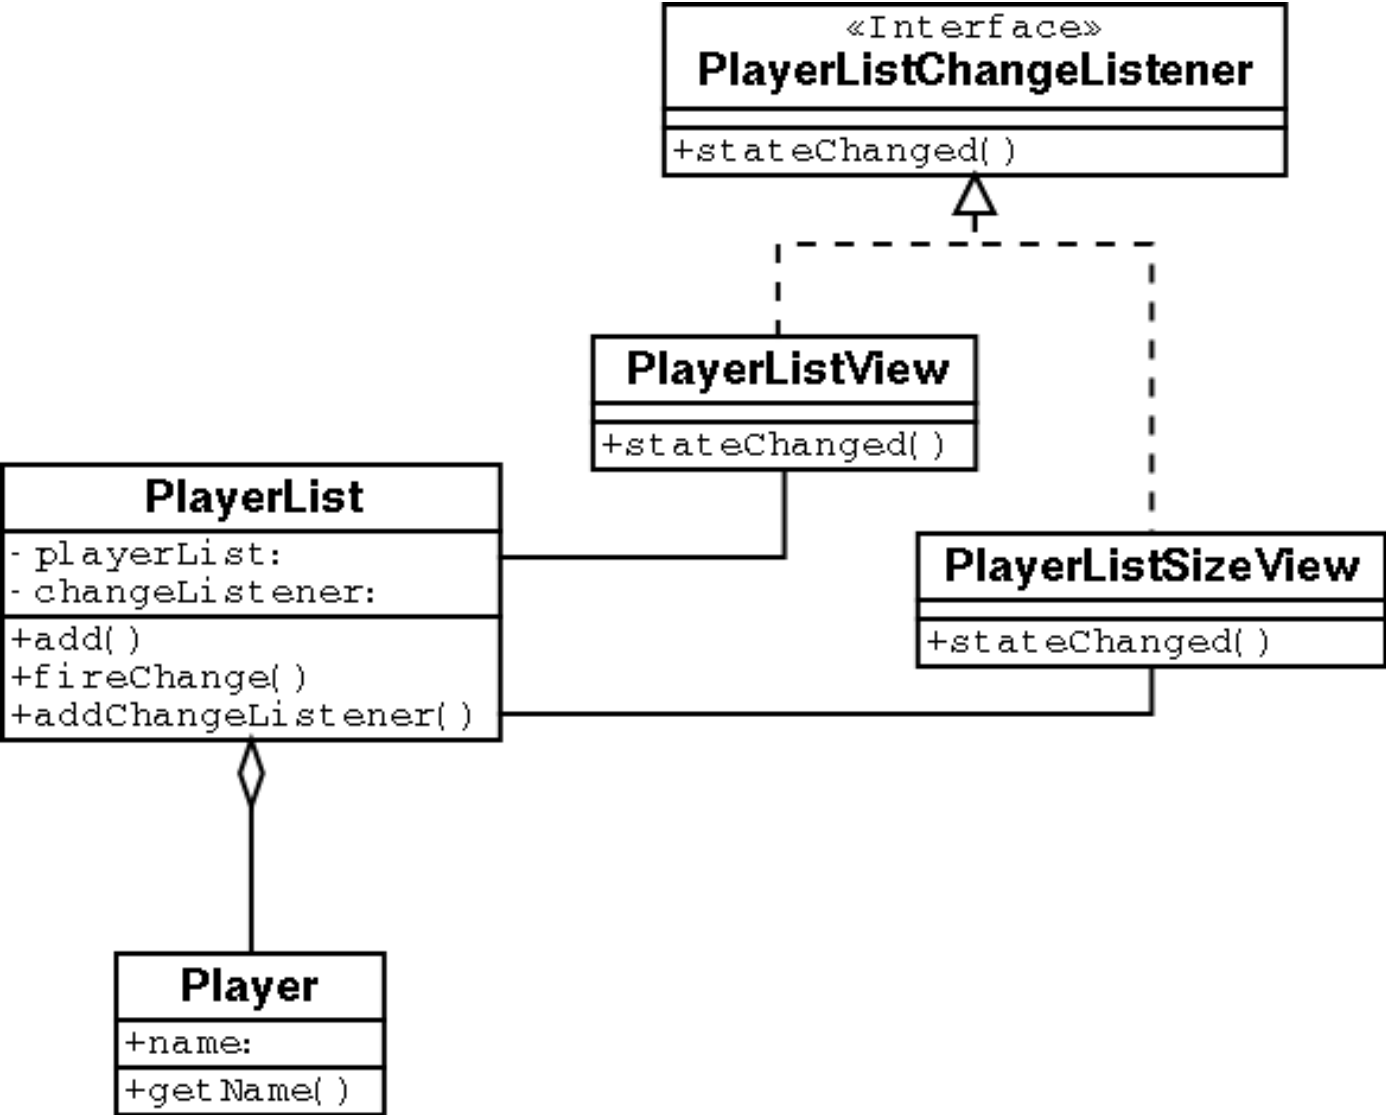 «Interface»
PlayerListChangeListener
+stateChanged()
PlayerListView
+stateChanged()
PlayerList
- playerList:
- changeListener:
+add()
+fireChange()
+addChangeListener()
PlayerListSizeView
+stateChanged()
Player
+name:
+getName()